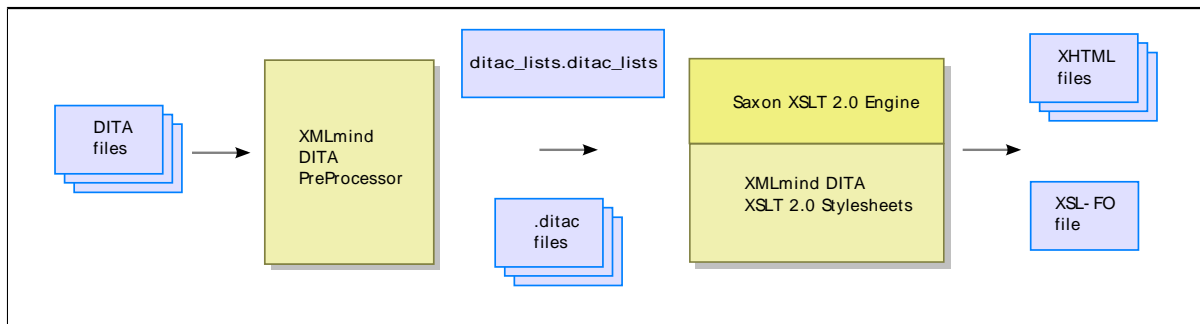 DITA
files
XMLmind
DITA
PreProcessor
ditac_lists.ditac_lists
.ditac
files
Saxon XSLT 2.0 Engine
XMLmind DITA
XSLT 2.0 Stylesheets
XHTML
files
XSL-FO
file